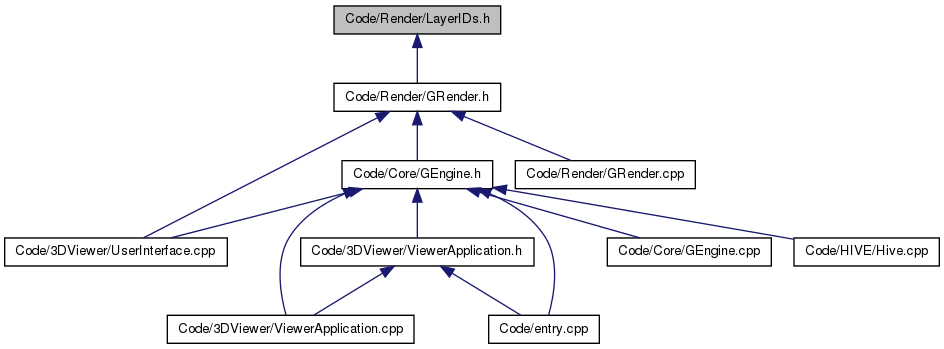 Code/Render/LayerIDs.h
Code/Render/GRender.h
Code/Core/GEngine.h
Code/Render/GRender.cpp
Code/3DViewer/UserInterface.cpp
Code/3DViewer/ViewerApplication.h
Code/Core/GEngine.cpp
Code/HIVE/Hive.cpp
Code/3DViewer/ViewerApplication.cpp
Code/entry.cpp